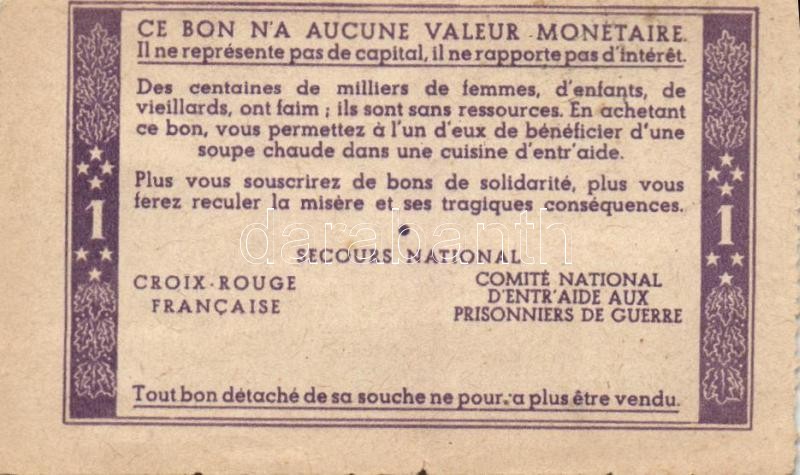 CE BON N'A AUCUNE VALEUR MONETAIRE.
Il ne représente pas de capital, il ne rapporte pas d'intérêt.
Des centaines de milliers de femmes, d'enfants, de
vieillards, ont faim ; ils sont sans ressources. En achetant
ce bon, vous permettez à l'un d'eux de bénéficier d'une
soupe chaude dans une cuisine d'entr'aide.
Plus vous souscrirez de bons de solidarité, plus vous
ferez reculer la misère et ses tragiques conséquences.
1
1
darabanth
SECOURS NATIONAL
CROIX-ROUGE
FRANÇAISE
COMITÉ NATIONAL
D'ENTR'AIDE AUX
PRISONNIERS DE GUERRE
Tout bon détaché de sa souche ne pourra plus être vendu.